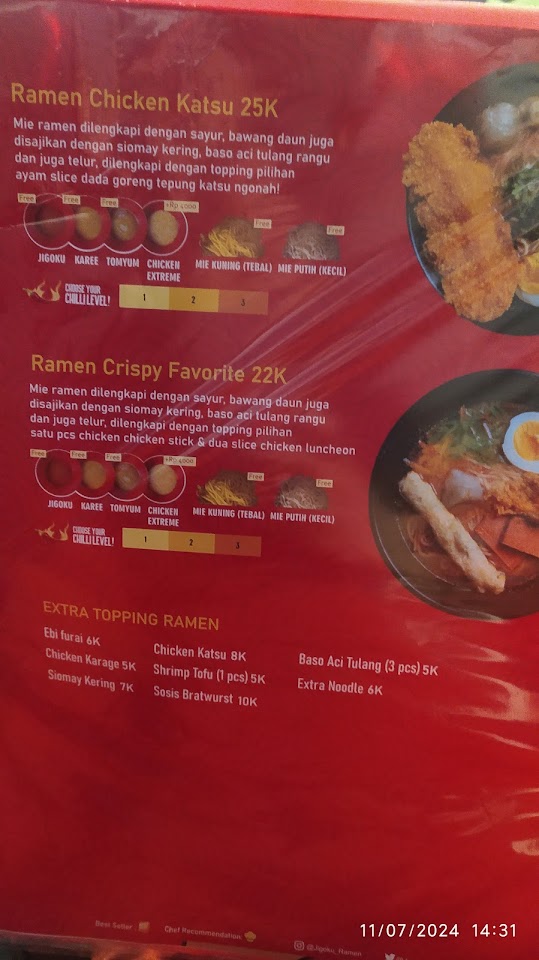 Ramen Chicken Katsu 25K
Mie ramen dilengkapi dengan sayur, bawang daun juga
disajikan dengan siomay kering, baso aci tulang rangu
dan juga telur, dilengkapi dengan topping pilihan
ayam slice dada goreng tepung katsu ngonah!
Free Free Free +Rp 4000 Free Free
JIGOKU KAREE TOMYUM CHICKEN EXTREME MIE KUNING (TEBAL) MIE PUTIH (KECIL)
CHOOSE YOUR
CHILLI LEVEL!
1 2 3
Ramen Crispy Favorite 22K
Mie ramen dilengkapi dengan sayur, bawang daun juga
disajikan dengan siomay kering, baso aci tulang rangu
dan juga telur, dilengkapi dengan topping pilihan
satu pcs chicken chicken stick & dua slice chicken luncheon
Free Free Free +Rp 4000 Free Free
JIGOKU KAREE TOMYUM CHICKEN EXTREME MIE KUNING (TEBAL) MIE PUTIH (KECIL)
CHOOSE YOUR
CHILLI LEVEL!
1 2 3
EXTRA TOPPING RAMEN
Ebi furai 6K
Chicken Karage 5K
Siomay Kering 7K
Chicken Katsu 8K
Shrimp Tofu (1 pcs) 5K
Sosis Bratwurst 10K
Baso Aci Tulang (3 pcs) 5K
Extra Noodle 6K
Best Seller Chef Recommendation @Jigoku_Ramen
11/07/2024 14:31